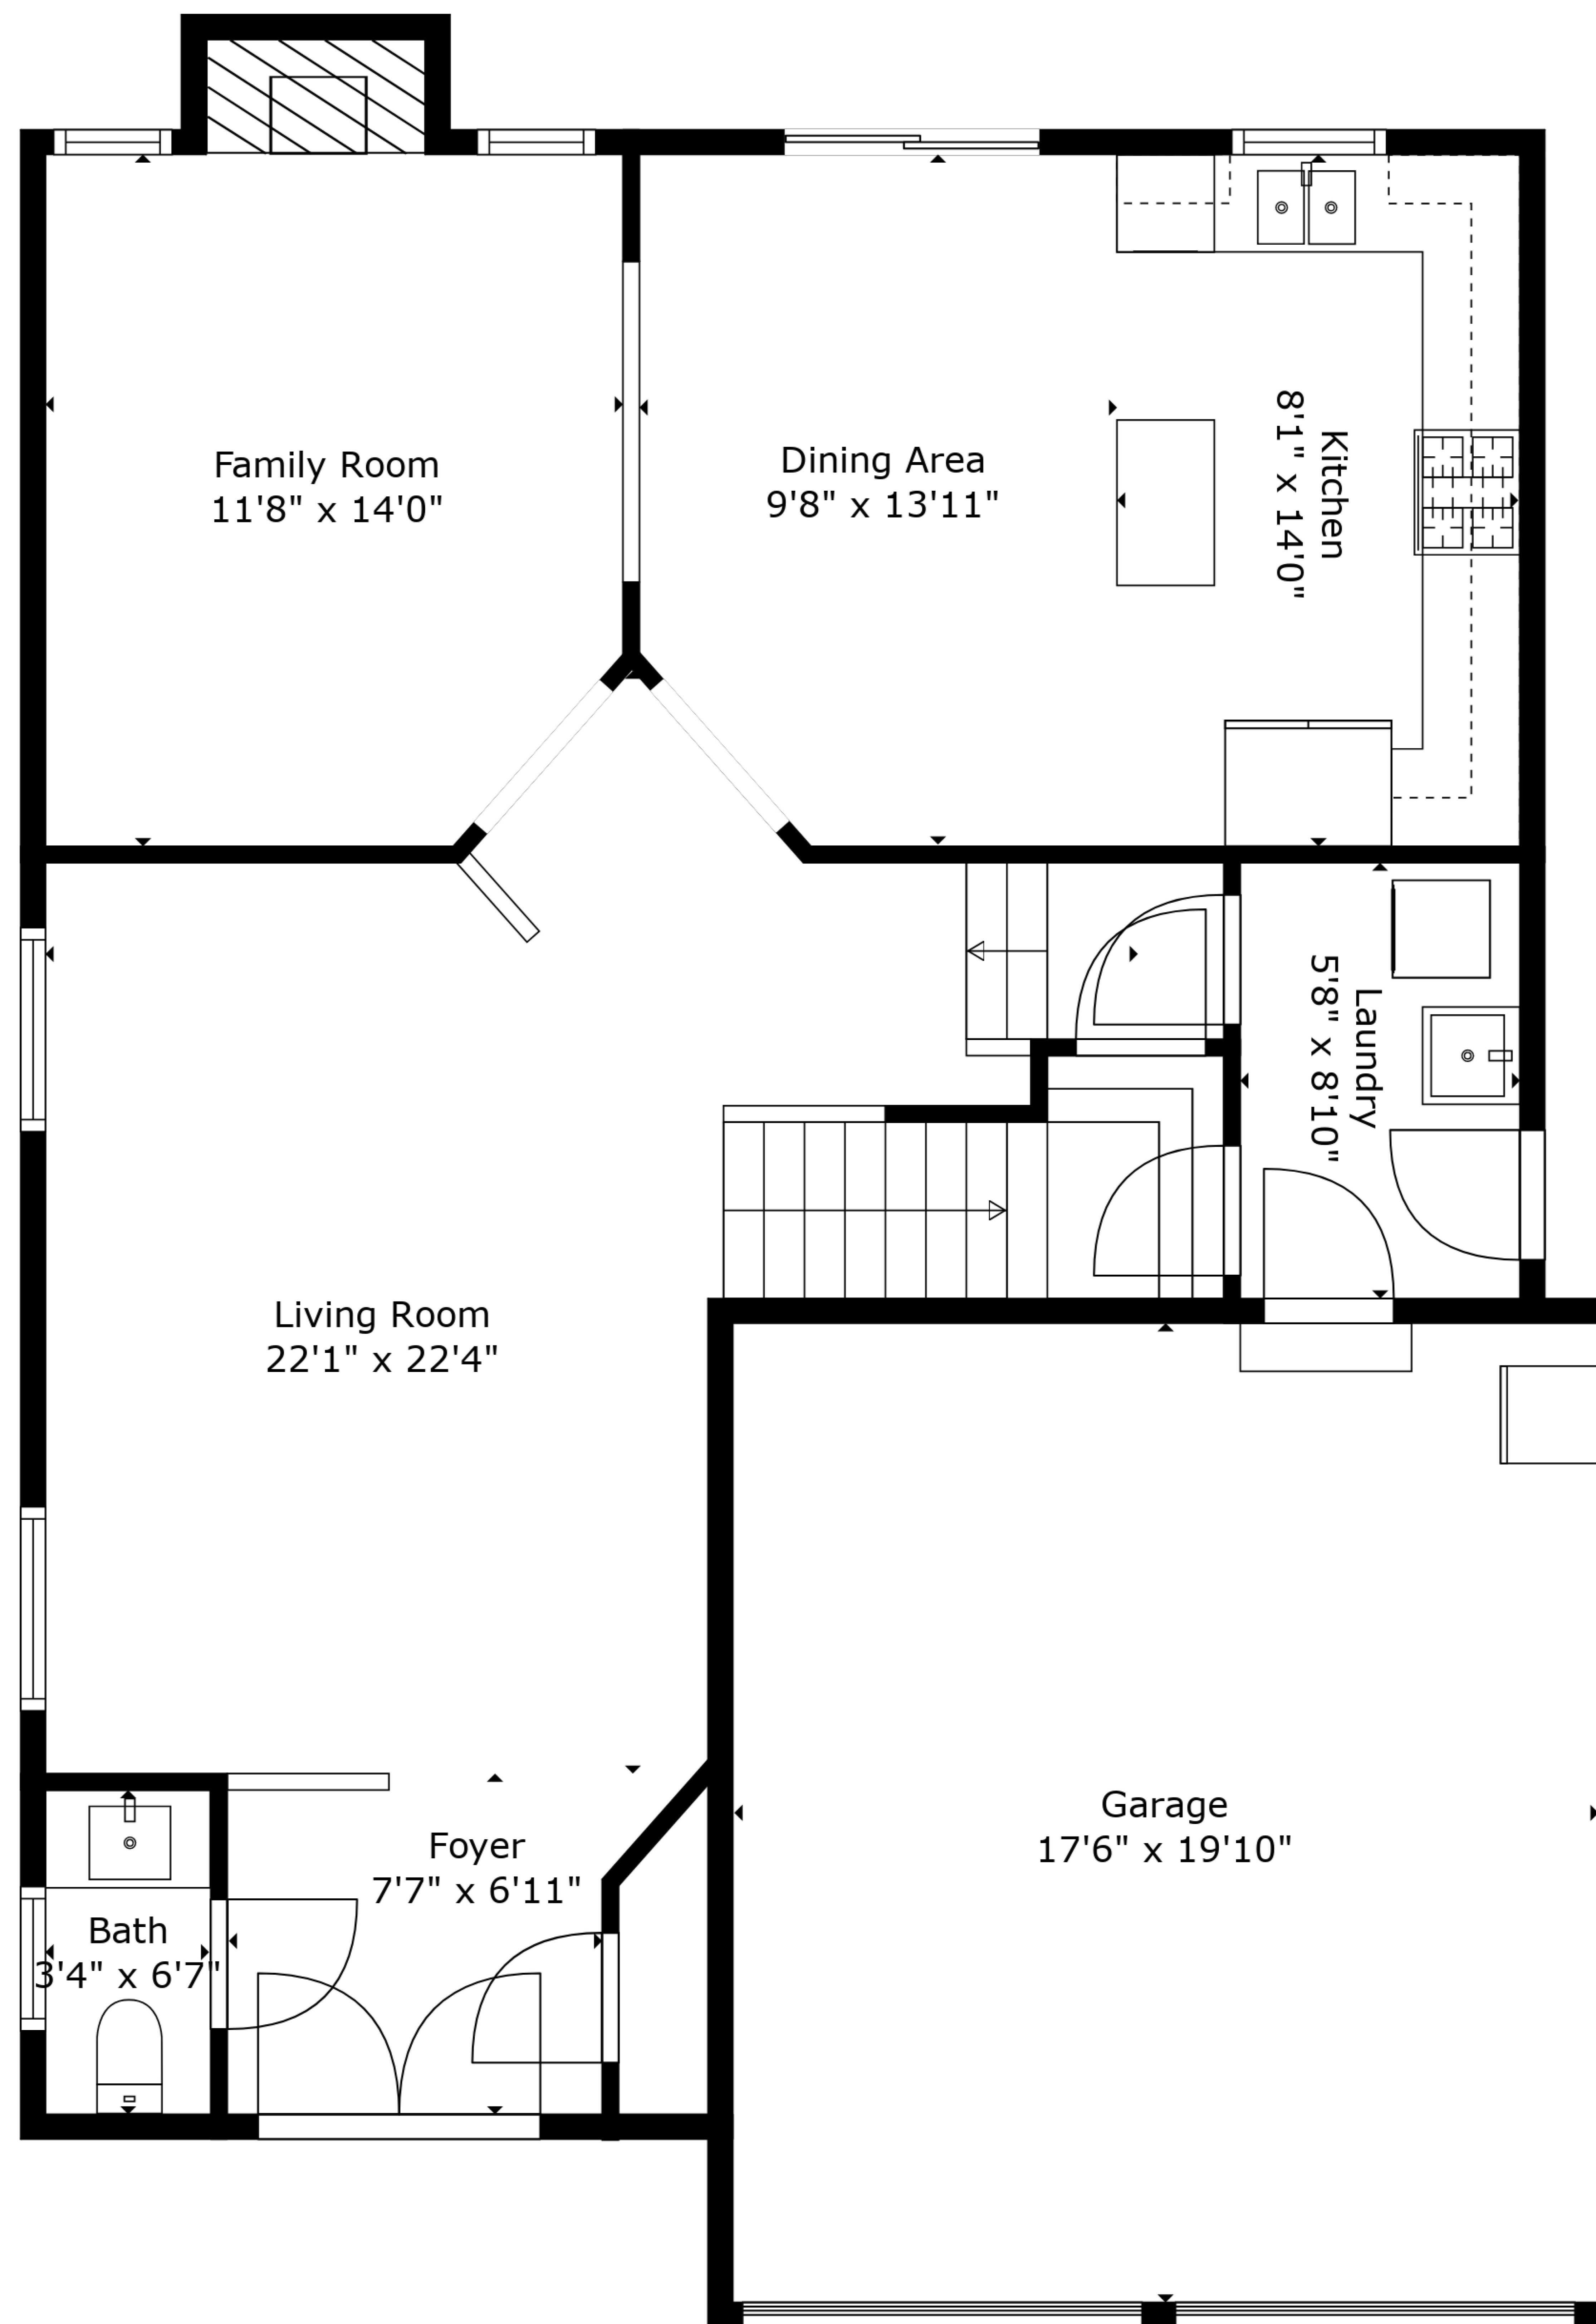 Family Room
11'8" x 14'0"
Dining Area
9'8" x 13'11"
Kitchen
8'1" x 14'0"
Laundry
5'8" x 8'10"
Living Room
22'1" x 22'4"
Garage
17'6" x 19'10"
Foyer
7'7" x 6'11"
Bath
3'4" x 6'7"